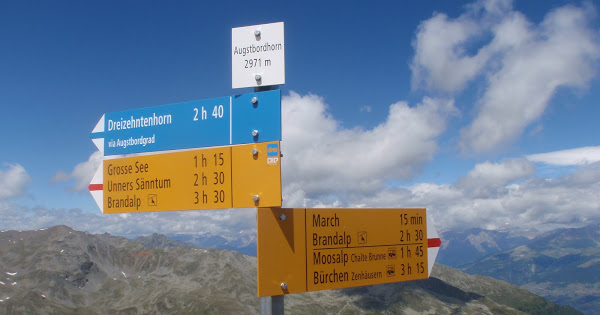 Augstbordhorn
2971 m
Dreizehntenhorn 2 h 40
via Augstbordgrad
Grosse See 1 h 15
Unners Sänntum 2 h 30
Brandalp 3 h 30
March 15 min
Brandalp 2 h 30
Moosalp Chalte Brunne 1 h 45
Bürchen Zenhäusern 3 h 15